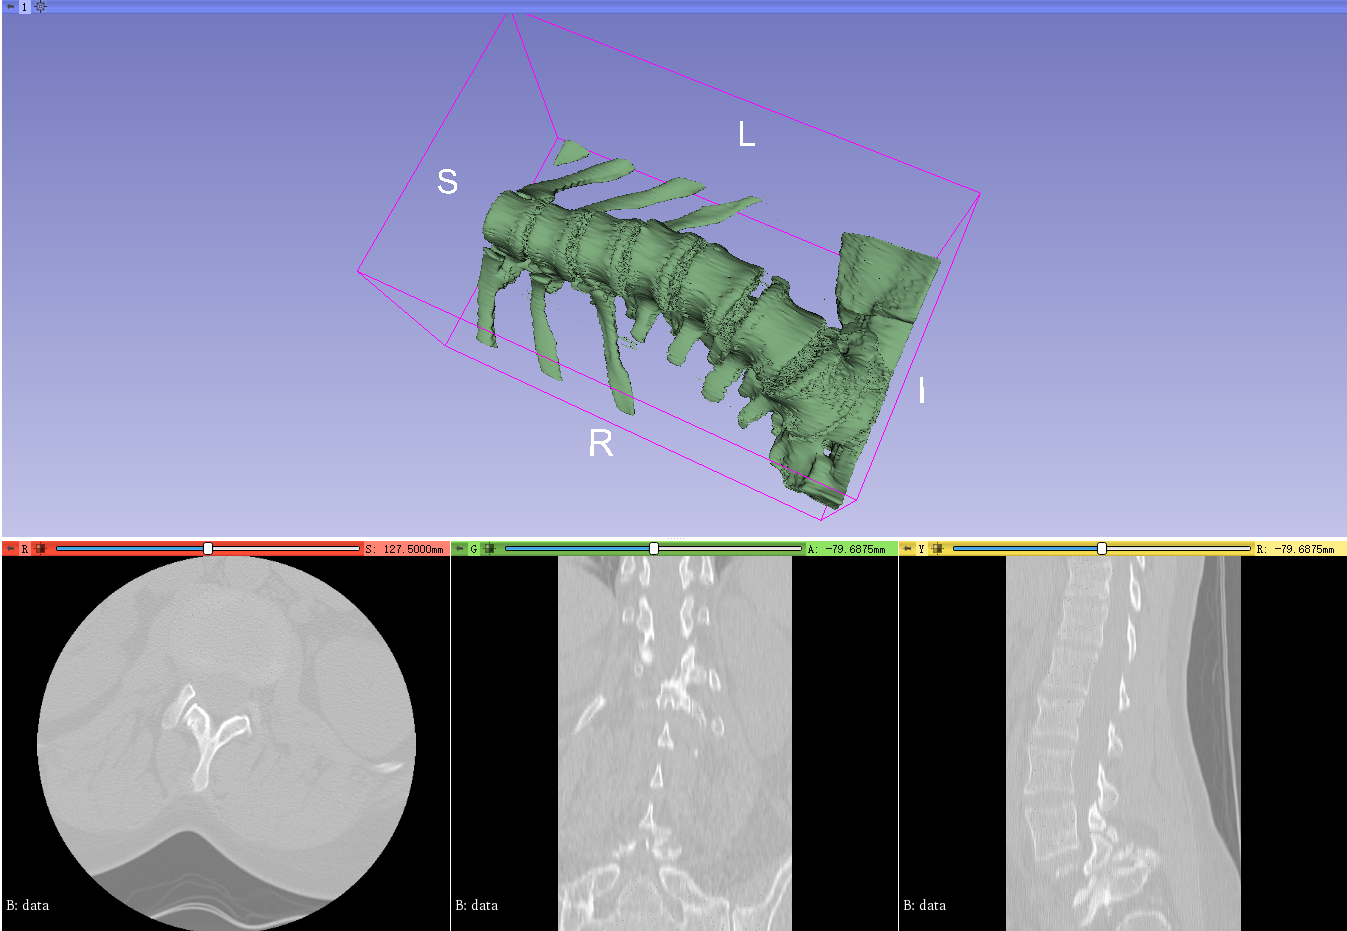 1
L
S
I
R
R S: 127.5000mm
G A: -79.6875mm
Y R: -79.6875mm
B: data
B: data
B: data